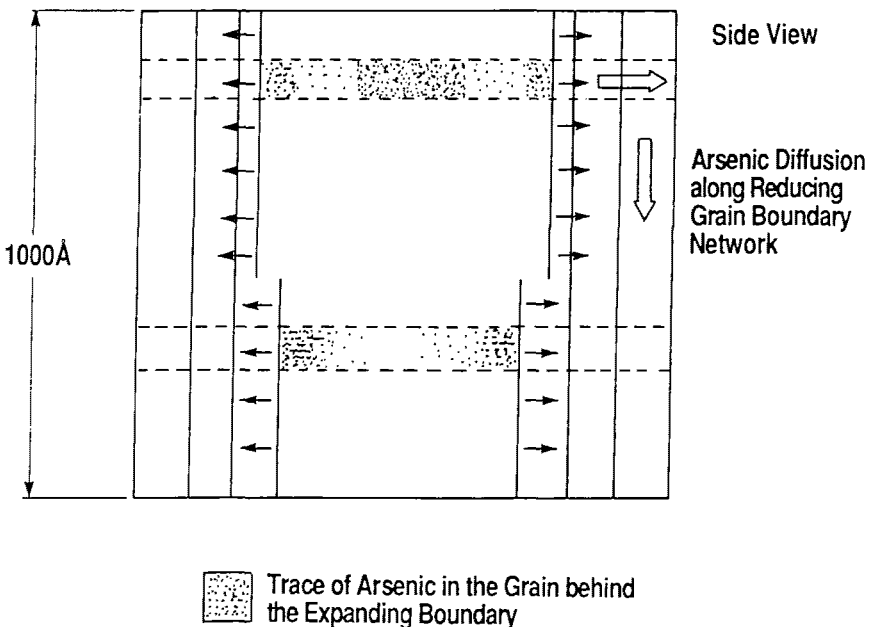 Side View
Arsenic Diffusion
along Reducing
Grain Boundary
Network
1000Å
Trace of Arsenic in the Grain behind
the Expanding Boundary